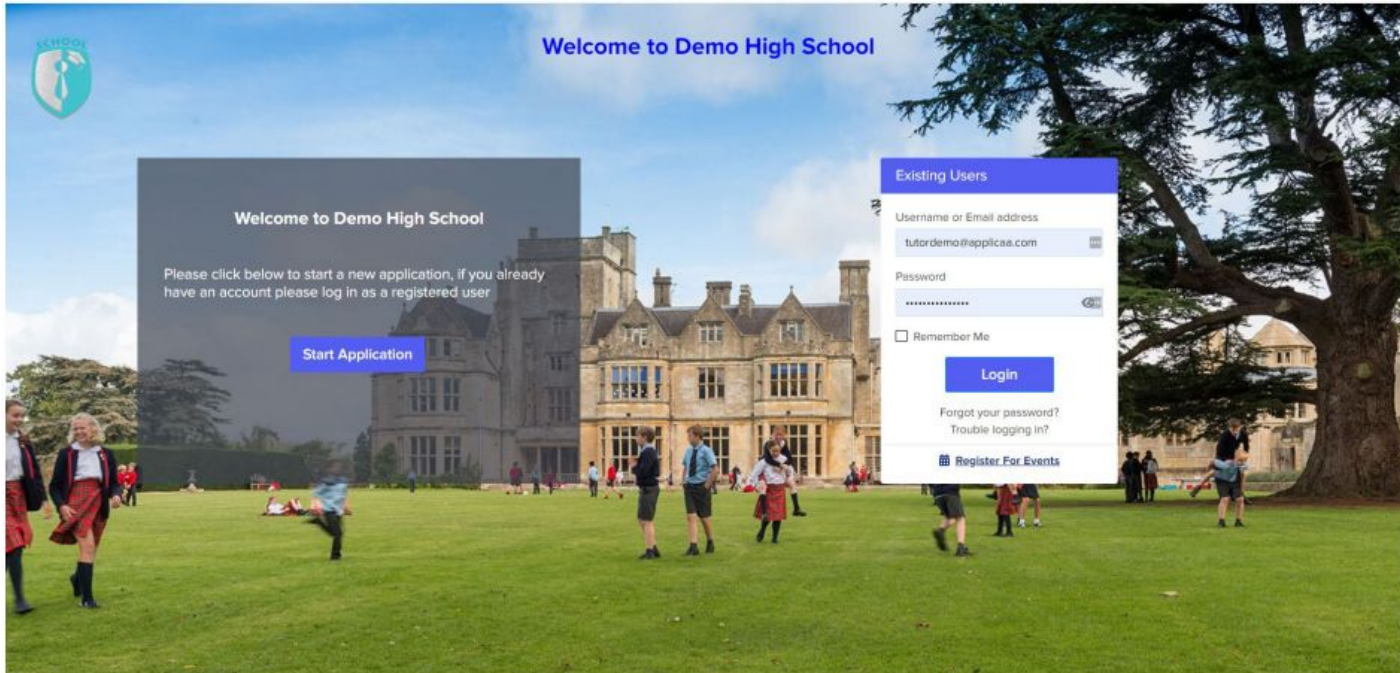 SCHOOL
Welcome to Demo High School
Welcome to Demo High School
Please click below to start a new application, if you already
have an account please log in as a registered user
Start Application
Existing Users
Username or Email address
tutordemo@applicaa.com
Password
•••••••••••••••
Remember Me
Login
Forgot your password?
Trouble logging in?
Register For Events